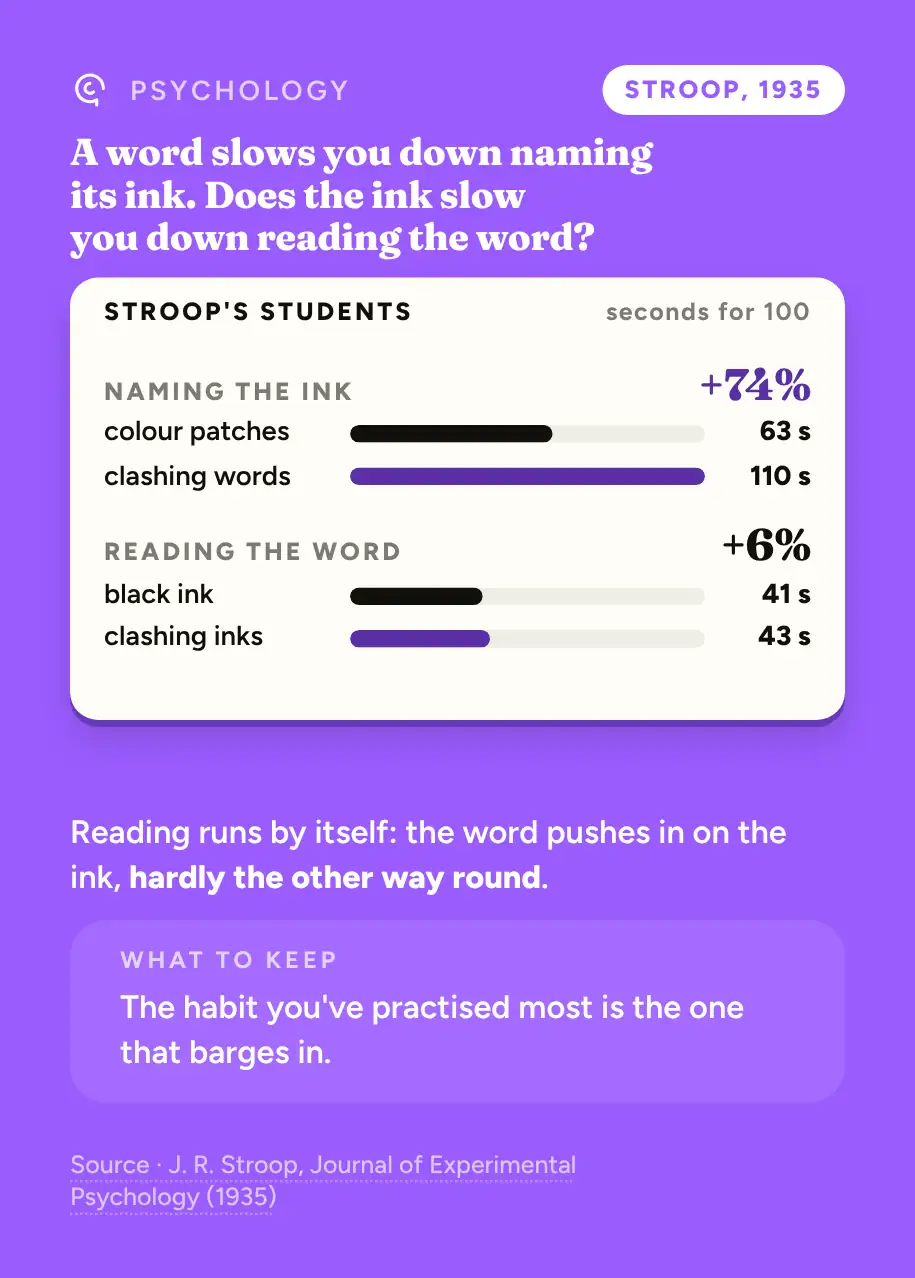 PSYCHOLOGY
STROOP, 1935
A word slows you down naming
its ink. Does the ink slow
you down reading the word?
STROOP'S STUDENTS
seconds for 100
NAMING THE INK
+74%
colour patches
63 s
clashing words
110 s
READING THE WORD
+6%
black ink
41 s
clashing inks
43 s
Reading runs by itself: the word pushes in on the
ink, hardly the other way round.
WHAT TO KEEP
The habit you've practised most is the one
that barges in.
Source · J. R. Stroop, Journal of Experimental
Psychology (1935)